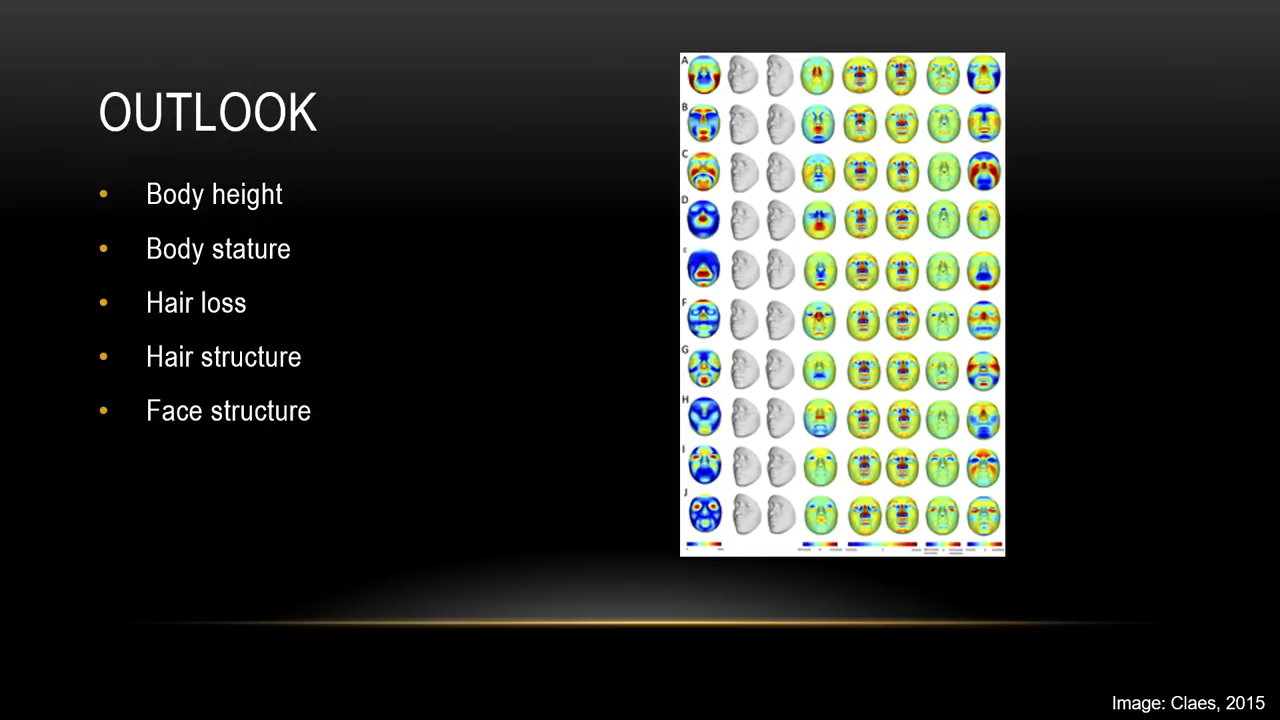 OUTLOOK
• Body height
• Body stature
• Hair loss
• Hair structure
• Face structure
A
B
C
D
E
F
G
H
I
J
Image: Claes, 2015